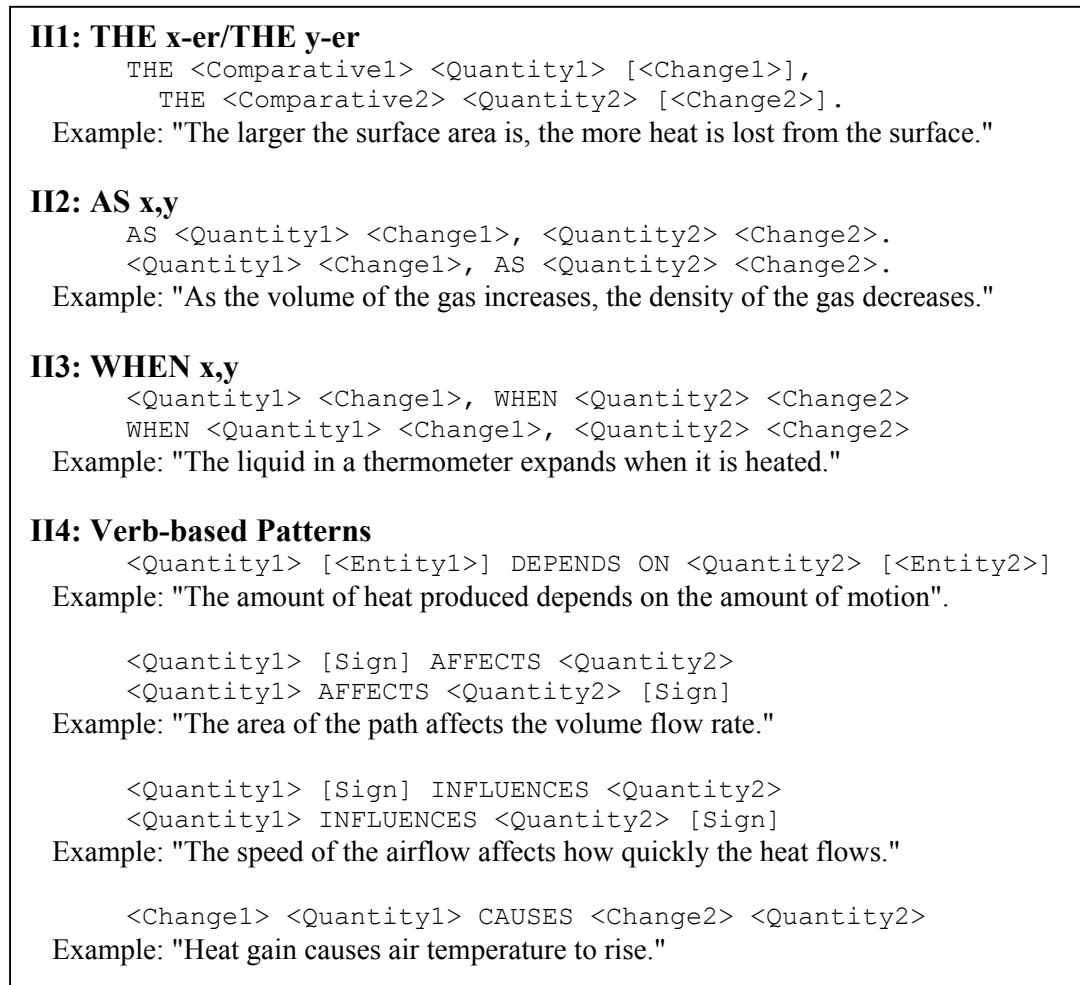 II1: THE x-er/THE y-er
THE <Comparative1> <Quantity1> [<Change1>],
THE <Comparative2> <Quantity2> [<Change2>].
Example: "The larger the surface area is, the more heat is lost from the surface."
II2: AS x,y
AS <Quantity1> <Change1>, <Quantity2> <Change2>.
<Quantity1> <Change1>, AS <Quantity2> <Change2>.
Example: "As the volume of the gas increases, the density of the gas decreases."
II3: WHEN x,y
<Quantity1> <Change1>, WHEN <Quantity2> <Change2>
WHEN <Quantity1> <Change1>, <Quantity2> <Change2>
Example: "The liquid in a thermometer expands when it is heated."
II4: Verb-based Patterns
<Quantity1> [<Entity1>] DEPENDS ON <Quantity2> [<Entity2>]
Example: "The amount of heat produced depends on the amount of motion".
<Quantity1> [Sign] AFFECTS <Quantity2>
<Quantity1> AFFECTS <Quantity2> [Sign]
Example: "The area of the path affects the volume flow rate."
<Quantity1> [Sign] INFLUENCES <Quantity2>
<Quantity1> INFLUENCES <Quantity2> [Sign]
Example: "The speed of the airflow affects how quickly the heat flows."
<Change1> <Quantity1> CAUSES <Change2> <Quantity2>
Example: "Heat gain causes air temperature to rise."